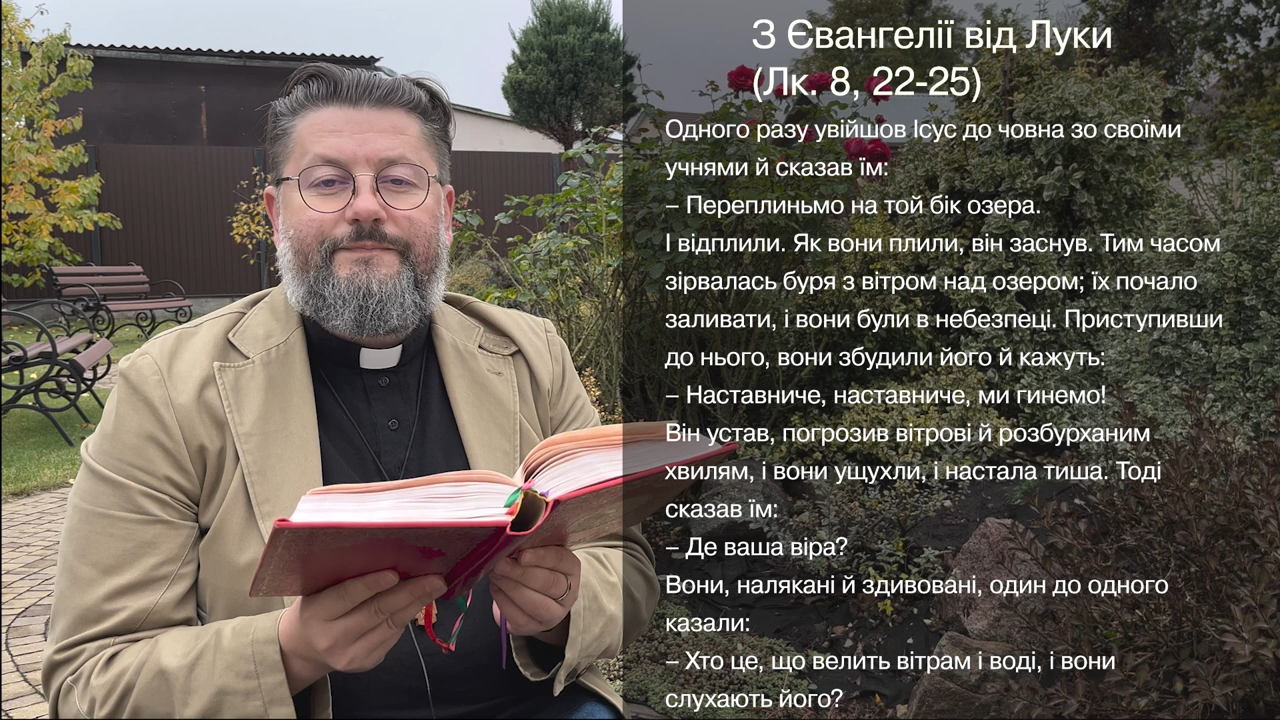 З Євангелії від Луки
(Лк. 8, 22-25)
Одного разу увійшов Ісус до човна зо своїми
учнями й сказав їм:
– Переплиньмо на той бік озера.
І відплили. Як вони плили, він заснув. Тим часом
зірвалась буря з вітром над озером; їх почало
заливати, і вони були в небезпеці. Приступивши
до нього, вони збудили його й кажуть:
– Наставниче, наставниче, ми гинемо!
Він устав, погрозив вітрові й розбурханим
хвилям, і вони ущухли, і настала тиша. Тоді
сказав їм:
– Де ваша віра?
Вони, налякані й здивовані, один до одного
казали:
– Хто це, що велить вітрам і воді, і вони
слухають його?